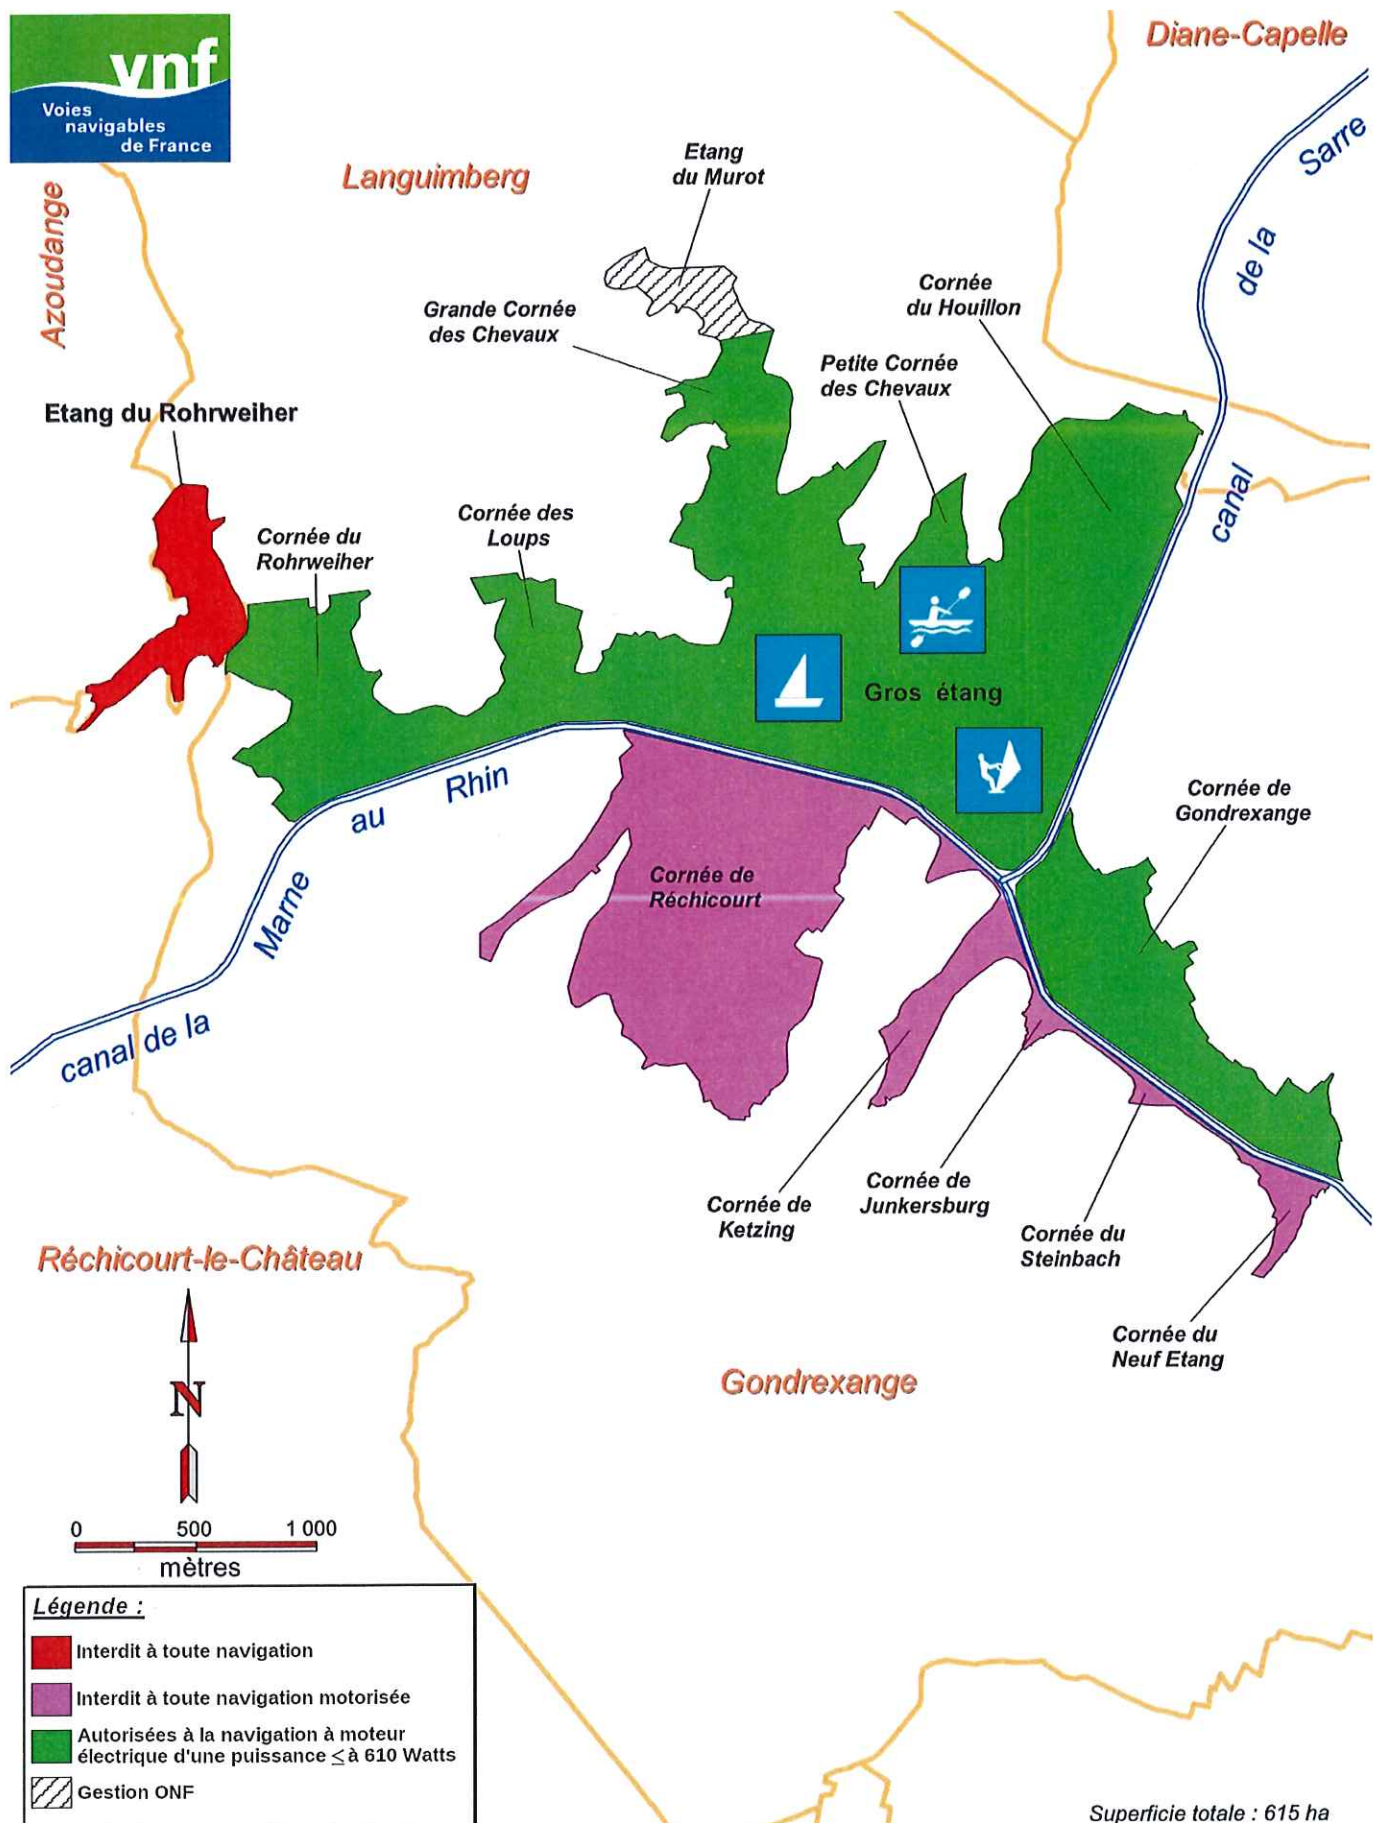 vnf
Voies
navigables
de France
Diane-Capelle
Languimberg
Azoudange
Etang
du Murot
canal de la Sarre
Grande Cornée
des Chevaux
Cornée
du Houillon
Petite Cornée
des Chevaux
Etang du Rohrweiher
Cornée du
Rohrweiher
Cornée des
Loups
Gros étang
canal de la Marne au Rhin
Cornée de
Gondrexange
Cornée de
Réchicourt
Cornée de
Ketzing
Cornée de
Junkersburg
Cornée du
Steinbach
Cornée du
Neuf Etang
Réchicourt-le-Château
Gondrexange
N
0 500 1 000
mètres
Légende :
Interdit à toute navigation
Interdit à toute navigation motorisée
Autorisées à la navigation à moteur
électrique d'une puissance ≤ à 610 Watts
Gestion ONF
Superficie totale : 615 ha